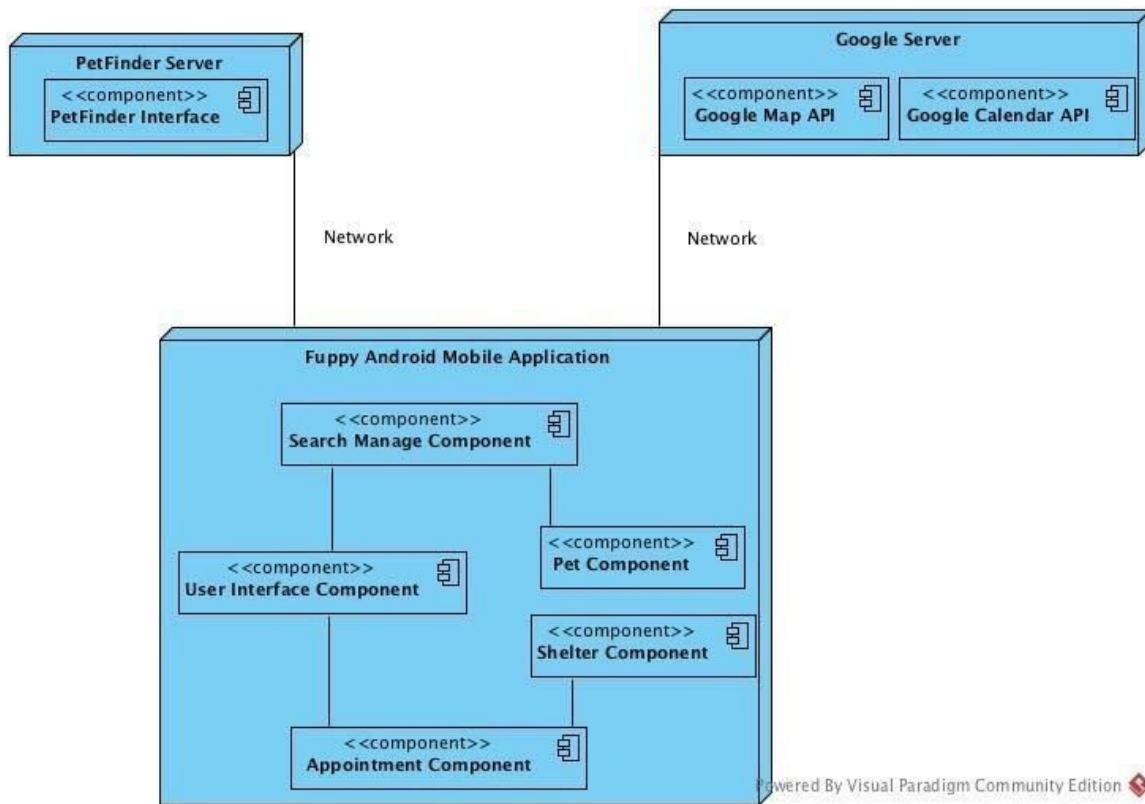 PetFinder Server
<<component>>
PetFinder Interface
Google Server
<<component>>
Google Map API
<<component>>
Google Calendar API
Network
Network
Fuppy Android Mobile Application
<<component>>
Search Manage Component
<<component>>
Pet Component
<<component>>
User Interface Component
<<component>>
Shelter Component
<<component>>
Appointment Component
Powered By Visual Paradigm Community Edition